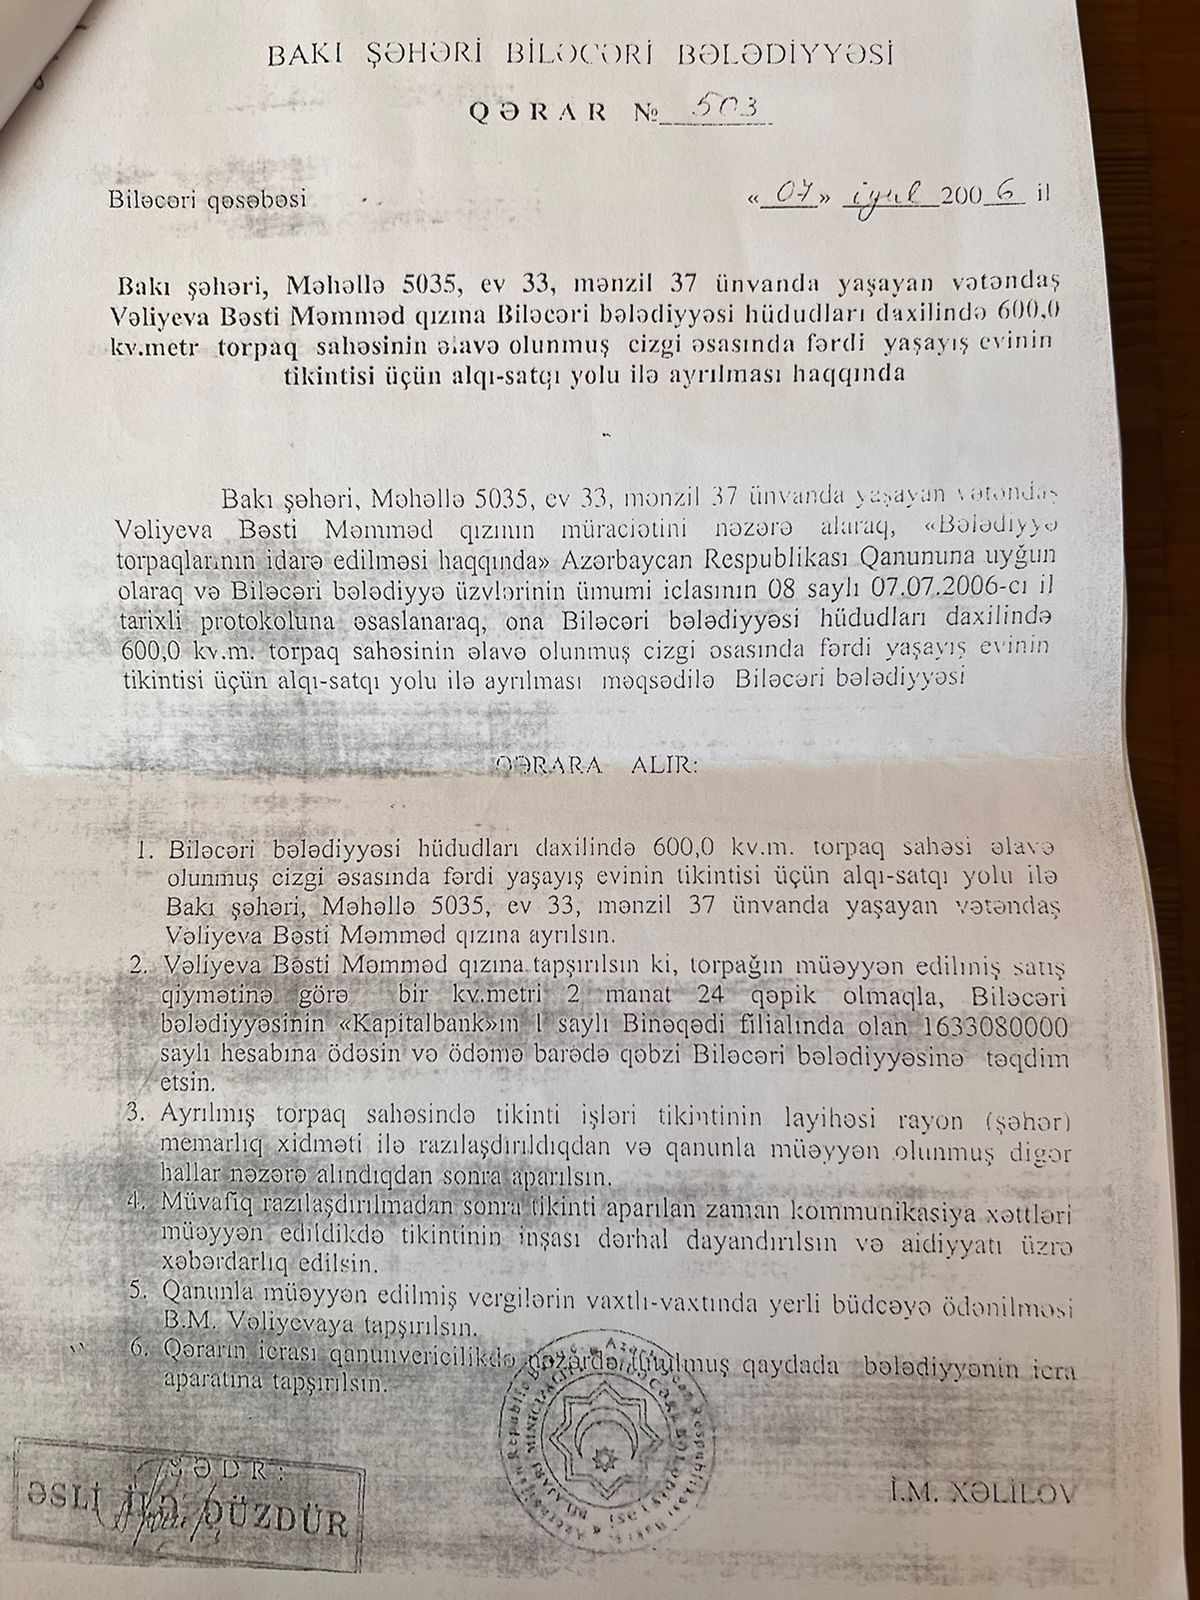 BAKI ŞƏHƏRİ BİLƏCƏRİ BƏLƏDİYYƏSİ
QƏRAR № 503
Biləcəri qəsəbəsi «07» iyul 2006 il
Bakı şəhəri, Məhəllə 5035, ev 33, mənzil 37 ünvanda yaşayan vətəndaş
Vəliyeva Bəsti Məmməd qızına Biləcəri bələdiyyəsi hüdudları daxilində 600,0
kv.metr torpaq sahəsinin əlavə olunmuş cizgi əsasında fərdi yaşayış evinin
tikintisi üçün alqı-satqı yolu ilə ayrılması haqqında
Bakı şəhəri, Məhəllə 5035, ev 33, mənzil 37 ünvanda yaşayan vətəndaş
Vəliyeva Bəsti Məmməd qızının müraciətini nəzərə alaraq, «Bələdiyyə
torpaqlarının idarə edilməsi haqqında» Azərbaycan Respublikası Qanununa uyğun
olaraq və Biləcəri bələdiyyə üzvlərinin ümumi iclasının 08 saylı 07.07.2006-cı il
tarixli protokoluna əsaslanaraq, ona Biləcəri bələdiyyəsi hüdudları daxilində
600,0 kv.m. torpaq sahəsinin əlavə olunmuş cizgi əsasında fərdi yaşayış evinin
tikintisi üçün alqı-satqı yolu ilə ayrılması məqsədilə Biləcəri bələdiyyəsi
QƏRARA ALIR:
1. Biləcəri bələdiyyəsi hüdudları daxilində 600,0 kv.m. torpaq sahəsi əlavə
olunmuş cizgi əsasında fərdi yaşayış evinin tikintisi üçün alqı-satqı yolu ilə
Bakı şəhəri, Məhəllə 5035, ev 33, mənzil 37 ünvanda yaşayan vətəndaş
Vəliyeva Bəsti Məmməd qızına ayrılsın.
2. Vəliyeva Bəsti Məmməd qızına tapşırılsın ki, torpağın müəyyən edilmiş satış
qiymətinə görə bir kv.metri 2 manat 24 qəpik olmaqla, Biləcəri
bələdiyyəsinin «Kapitalbank»ın 1 saylı Binəqədi filialında olan 1633080000
saylı hesabına ödəsin və ödəmə barədə qəbzi Biləcəri bələdiyyəsinə təqdim
etsin.
3. Ayrılmış torpaq sahəsində tikinti işləri tikintinin layihəsi rayon (şəhər)
memarlıq xidməti ilə razılaşdırıldıqdan və qanunla müəyyən olunmuş digər
hallar nəzərə alındıqdan sonra aparılsın.
4. Müvafiq razılaşdırılmadan sonra tikinti aparılan zaman kommunikasiya xəttləri
müəyyən edildikdə tikintinin inşası dərhal dayandırılsın və aidiyyatı üzrə
xəbərdarlıq edilsin.
5. Qanunla müəyyən edilmiş vergilərin vaxtlı-vaxtında yerli büdcəyə ödənilməsi
B.M. Vəliyevaya tapşırılsın.
6. Qərarın icrası qanunvericilikdə nəzərdə tutulmuş qaydada bələdiyyənin icra
aparatına tapşırılsın.
SƏDR: İ.M. XƏLİLOV
ƏSLİ İLƏ DÜZDÜR